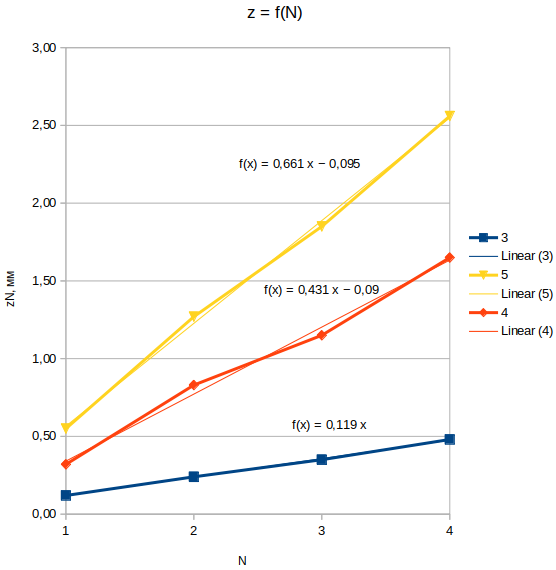 z = f(N)
3,00
2,50
2,00
1,50
1,00
0,50
0,00
zN, мм
f(x) = 0,661 x − 0,095
f(x) = 0,431 x − 0,09
f(x) = 0,119 x
1
2
3
4
N
3
Linear (3)
5
Linear (5)
4
Linear (4)